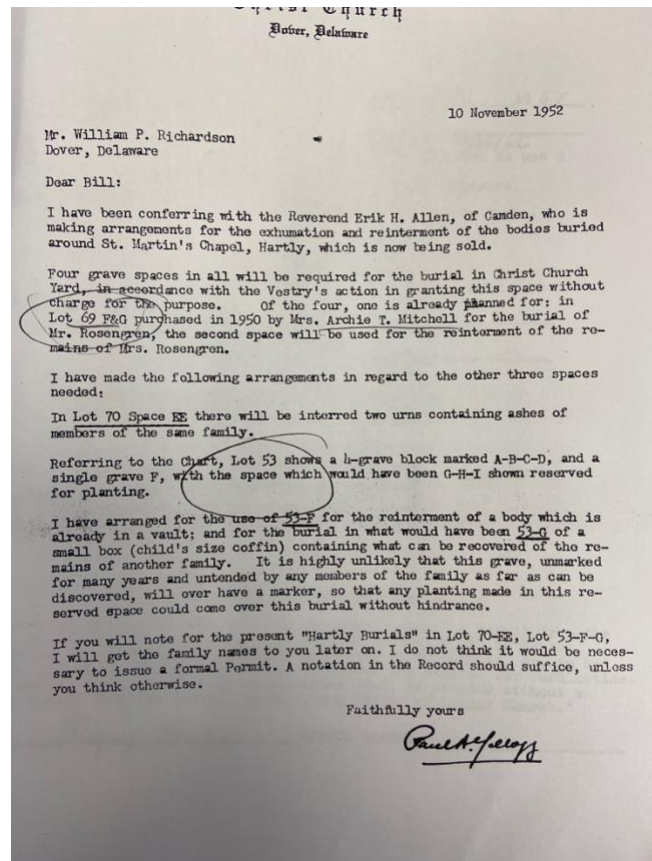 Christ Church
Dover, Delaware
10 November 1952
Mr. William P. Richardson
Dover, Delaware
Dear Bill:
I have been conferring with the Reverend Erik H. Allen, of Camden, who is
making arrangements for the exhumation and reinterment of the bodies buried
around St. Martin's Chapel, Hartly, which is now being sold.
Four grave spaces in all will be required for the burial in Christ Church
Yard, in accordance with the Vestry's action in granting this space without
charge for the purpose. Of the four, one is already planned for: in
Lot 69 F&G purchased in 1950 by Mrs. Archie T. Mitchell for the burial of
Mr. Rosengren, the second space will be used for the reinterment of the re-
mains of Mrs. Rosengren.
I have made the following arrangements in regard to the other three spaces
needed:
In Lot 70 Space EE there will be interred two urns containing ashes of
members of the same family.
Referring to the Chart, Lot 53 shows a 4-grave block marked A-B-C-D, and a
single grave F, with the space which would have been G-H-I shown reserved
for planting.
I have arranged for the use of 53-F for the reinterment of a body which is
already in a vault; and for the burial in what would have been 53-G of a
small box (child's size coffin) containing what can be recovered of the re-
mains of another family. It is highly unlikely that this grave, unmarked
for many years and untended by any members of the family as far as can be
discovered, will ever have a marker, so that any planting made in this re-
served space could come over this burial without hindrance.
If you will note for the present "Hartly Burials" in Lot 70-EE, Lot 53-F-G,
I will get the family names to you later on. I do not think it would be neces-
sary to issue a formal Permit. A notation in the Record should suffice, unless
you think otherwise.
Faithfully yours